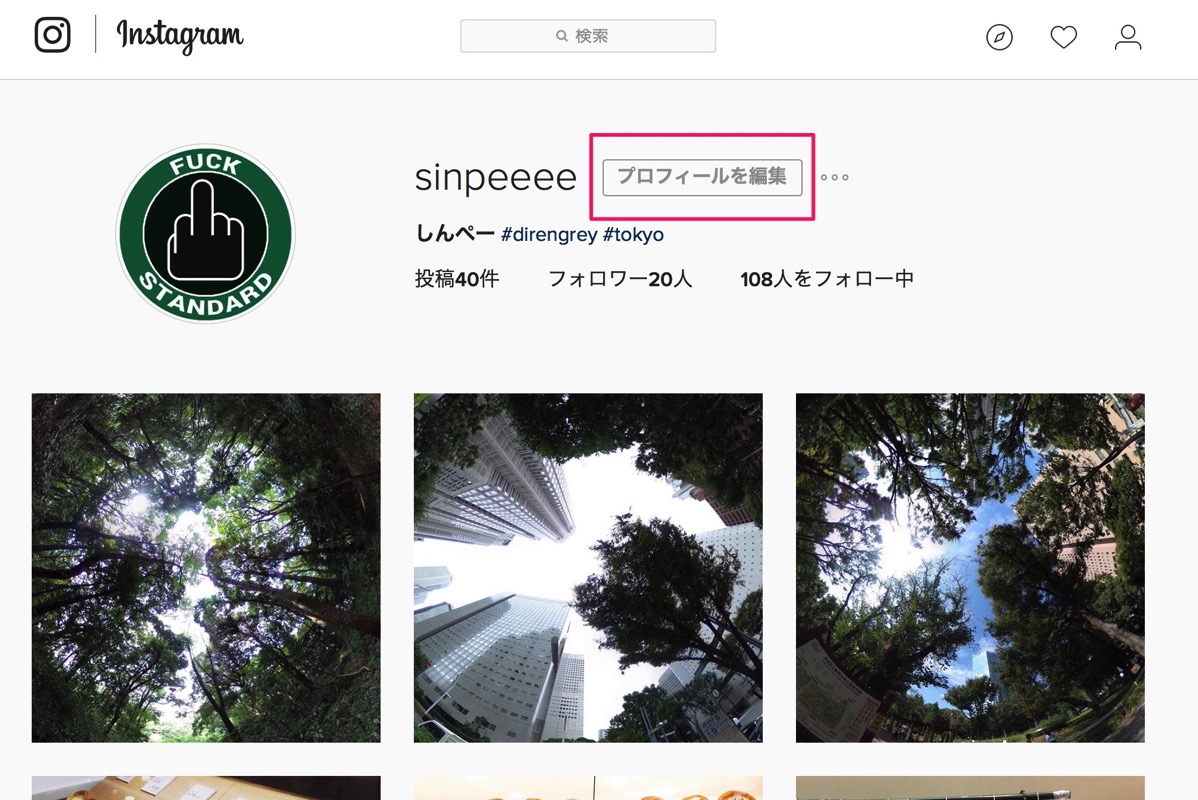 Instagram
検索
FUCK
STANDARD
sinpeeee
プロフィールを編集
しんぺー #direngrey #tokyo
投稿40件 フォロワー20人 108人をフォロー中